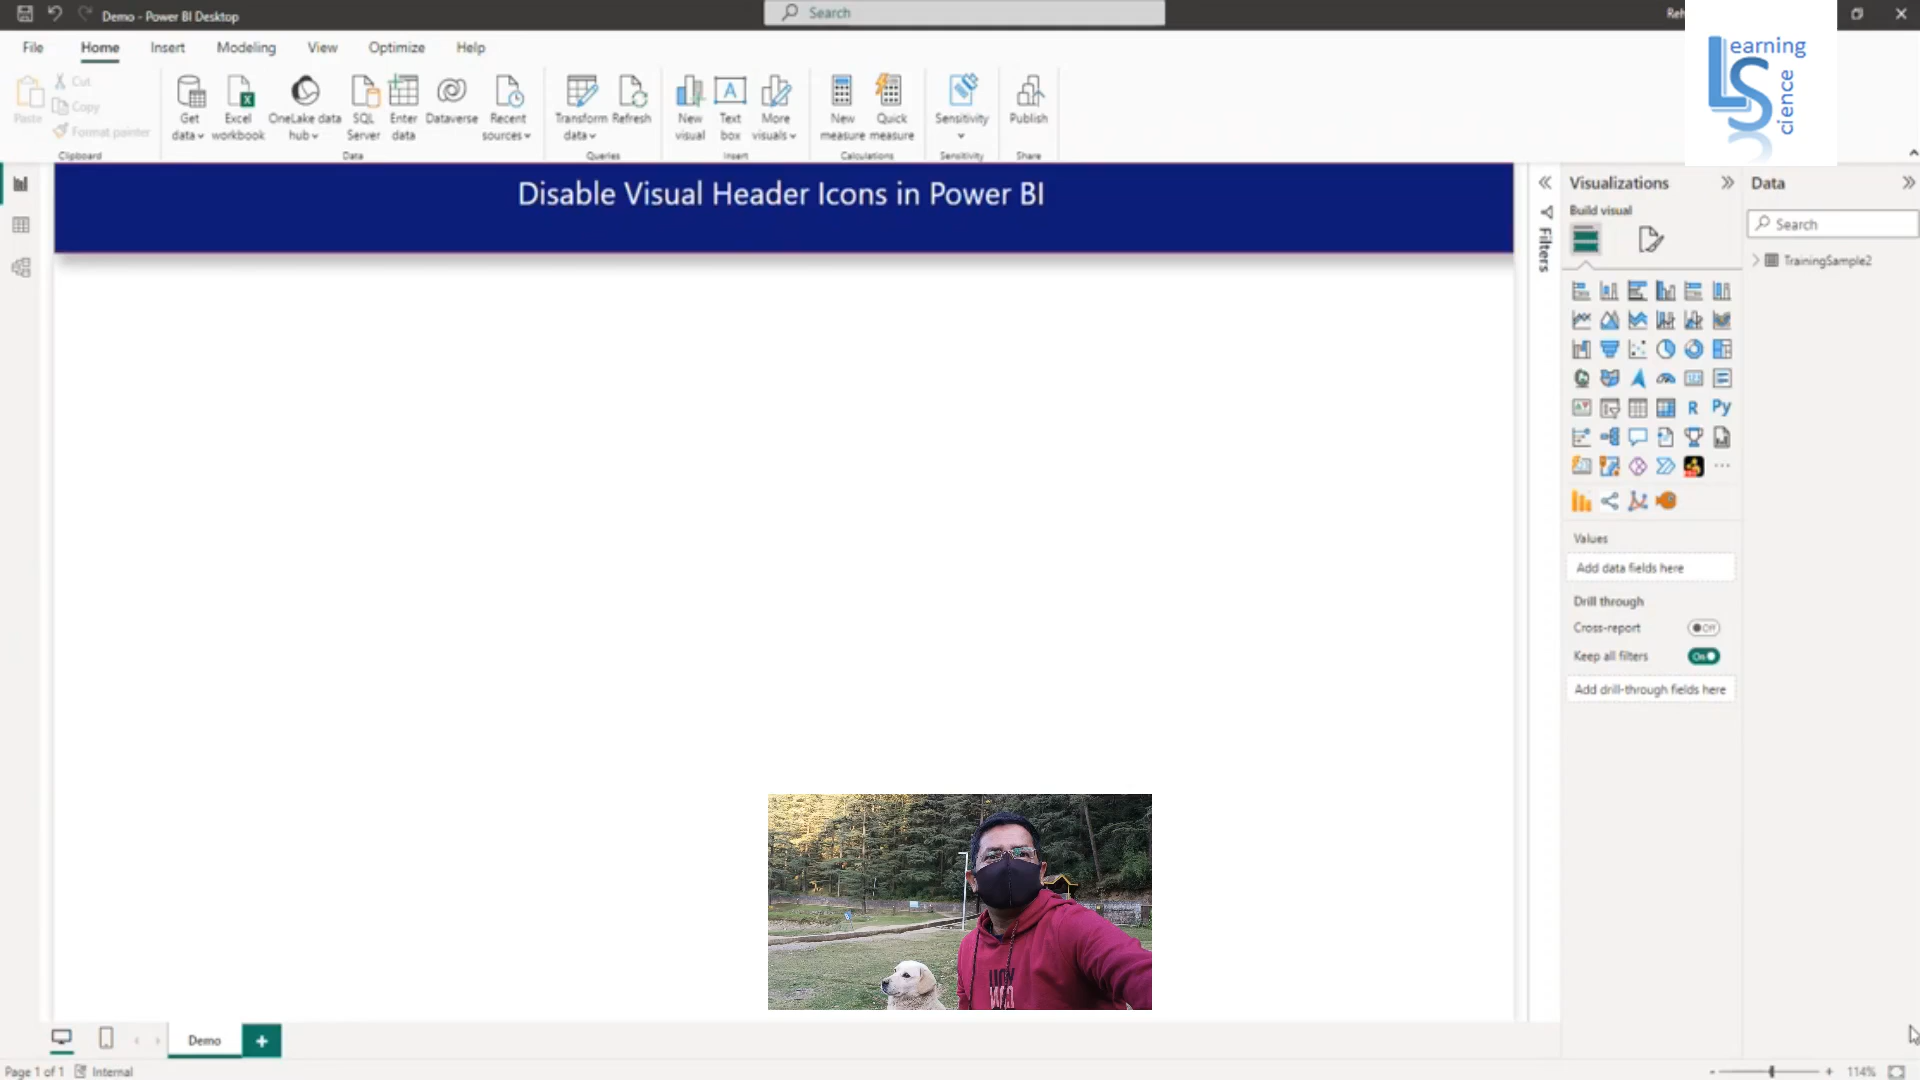 Demo - Power BI Desktop
Search
Reh
File Home Insert Modeling View Optimize Help
Learning
Science
Paste
Cut
Copy
Format painter
Clipboard
Get data
Excel workbook
OneLake data hub
SQL Server
Enter data
Dataverse
Recent sources
Data
Transform data
Refresh
Queries
New visual
Text box
More visuals
Insert
New measure
Quick measure
Calculations
Sensitivity
Sensitivity
Publish
Share
Disable Visual Header Icons in Power BI
Filters
Visualizations
Build visual
R Py
123
Values
Add data fields here
Drill through
Cross-report
Off
Keep all filters
On
Add drill-through fields here
Data
Search
TrainingSample2
Demo
Page 1 of 1
Internal
114%